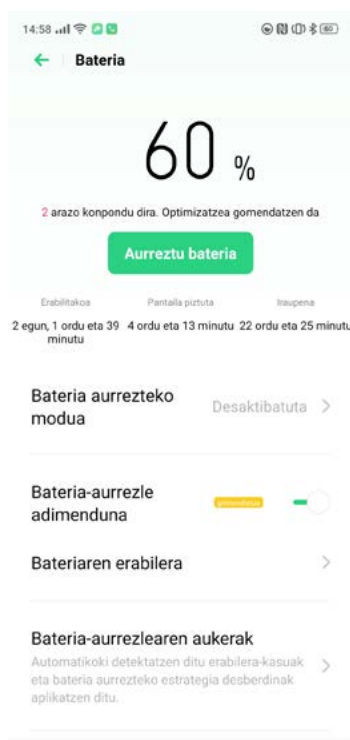 14:58
60
Bateria
60 %
2 arazo konpondu dira. Optimizatzea gomendatzen da
Aurreztu bateria
Erabilitakoa Pantaila piztuta Iraupena
2 egun, 1 ordu eta 39 4 ordu eta 13 minutu 22 ordu eta 25 minutu
minutu
Bateria aurrezteko
modua
Desaktibatuta
Bateria-aurrezle
adimenduna
Bateriaren erabilera
Bateria-aurrezlearen aukerak
Automatikoki detektatzen ditu erabilera-kasuak
eta bateria aurrezteko estrategia desberdinak
aplikatzen ditu.